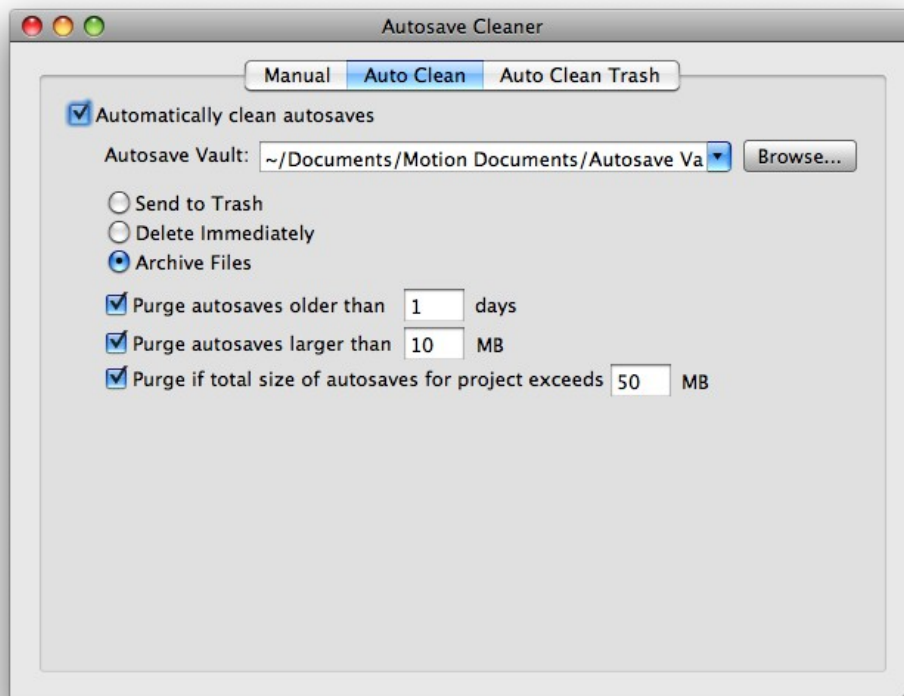 Autosave Cleaner
Manual Auto Clean Auto Clean Trash
Automatically clean autosaves
Autosave Vault: ~/Documents/Motion Documents/Autosave Va Browse...
Send to Trash
Delete Immediately
Archive Files
Purge autosaves older than 1 days
Purge autosaves larger than 10 MB
Purge if total size of autosaves for project exceeds 50 MB